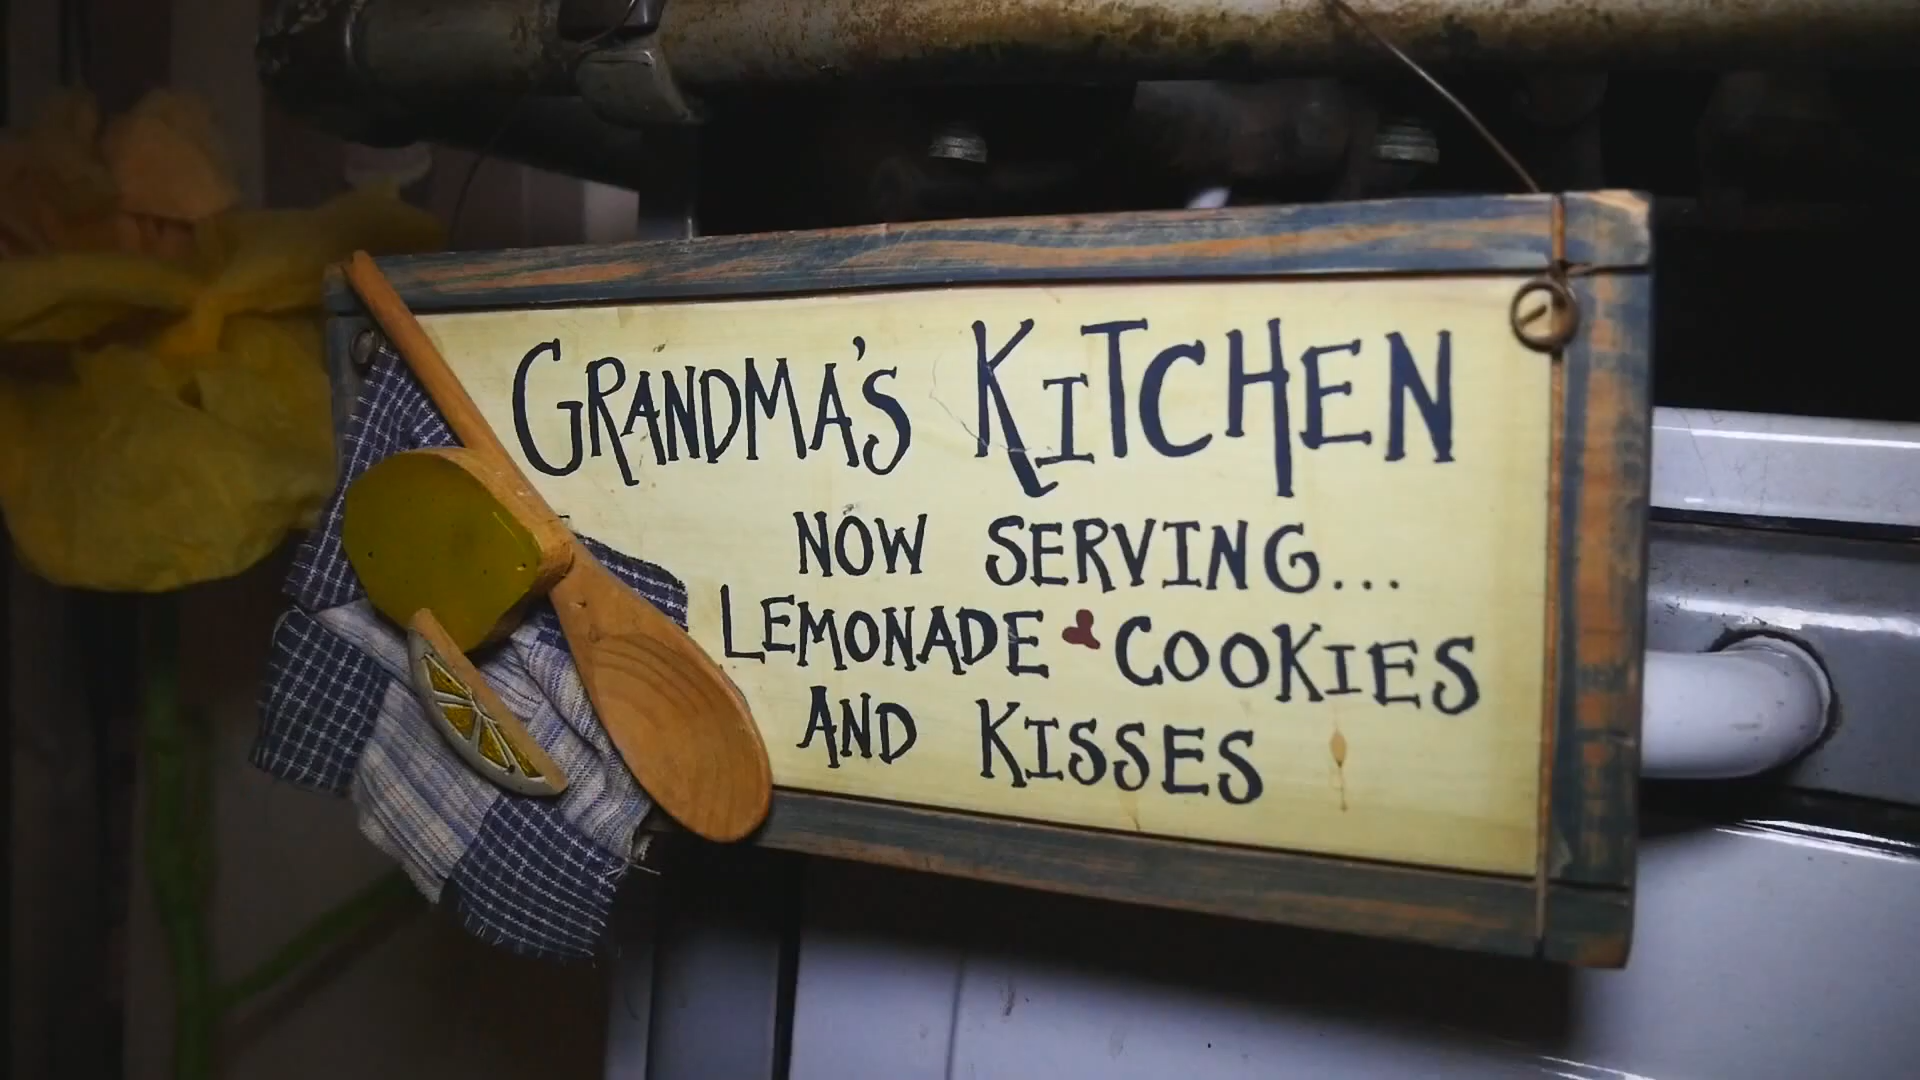 GRANDMA'S KiTCHEN
NOW SERVING...
LEMONADE COOKIES
AND KISSES